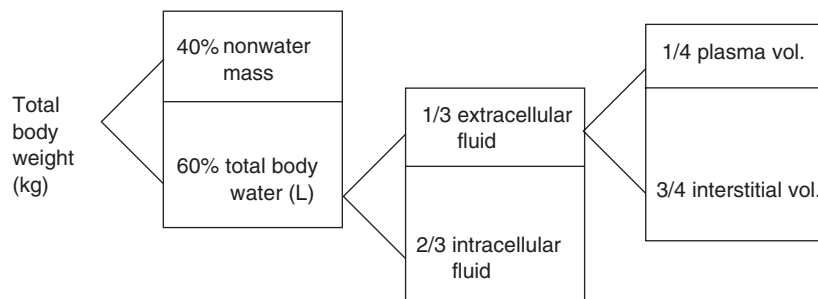 Total
body
weight
(kg)
40% nonwater
mass
60% total body
water (L)
1/3 extracellular
fluid
2/3 intracellular
fluid
1/4 plasma vol.
3/4 interstitial vol.